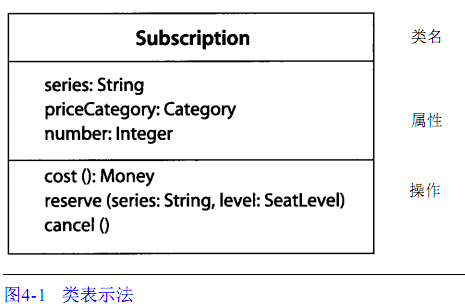 Subscription
类名
series: String
priceCategory: Category
number: Integer
属性
cost (): Money
reserve (series: String, level: SeatLevel)
cancel ()
操作
图4-1 类表示法